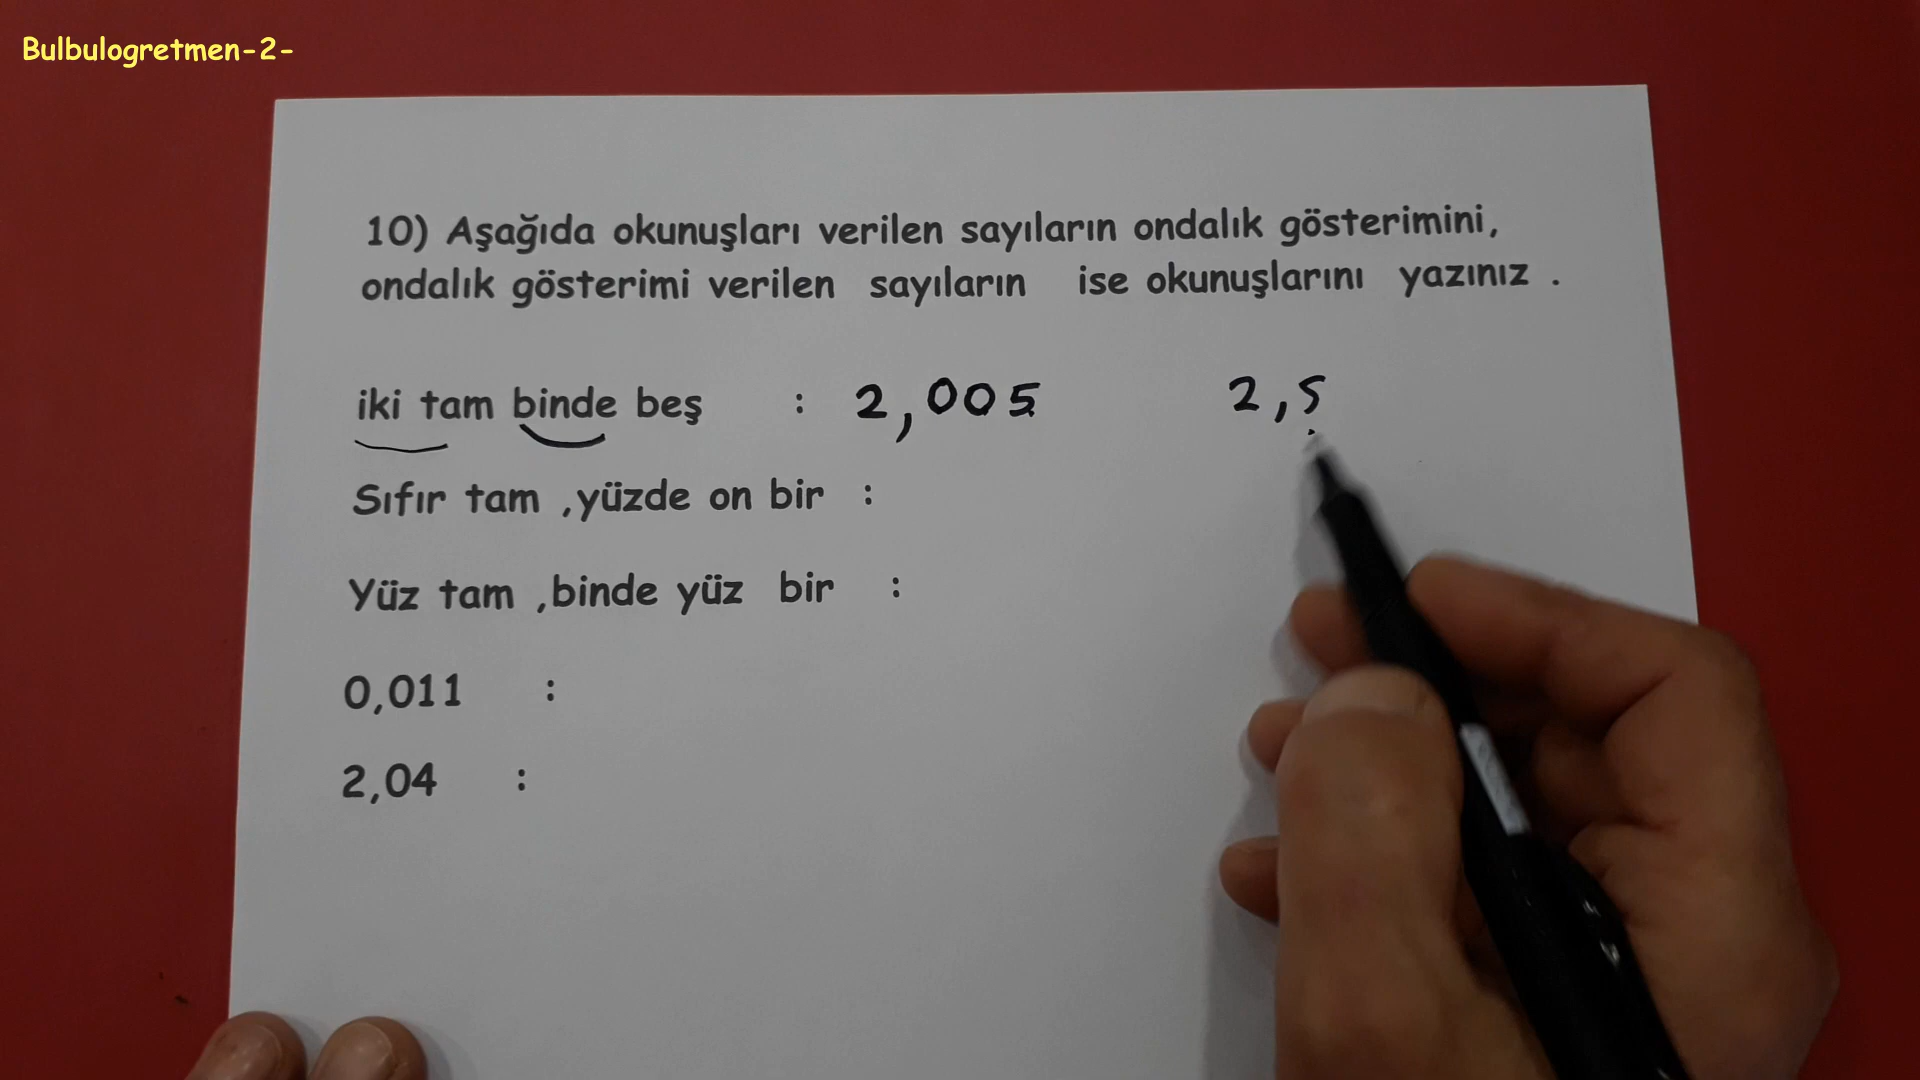 Bulbulogretmen-2-
10) Aşağıda okunuşları verilen sayıların ondalık gösterimini,
ondalık gösterimi verilen sayıların ise okunuşlarını yazınız .
iki tam binde beş : 2,005 2,5
Sıfır tam ,yüzde on bir :
Yüz tam ,binde yüz bir :
0,011 :
2,04 :